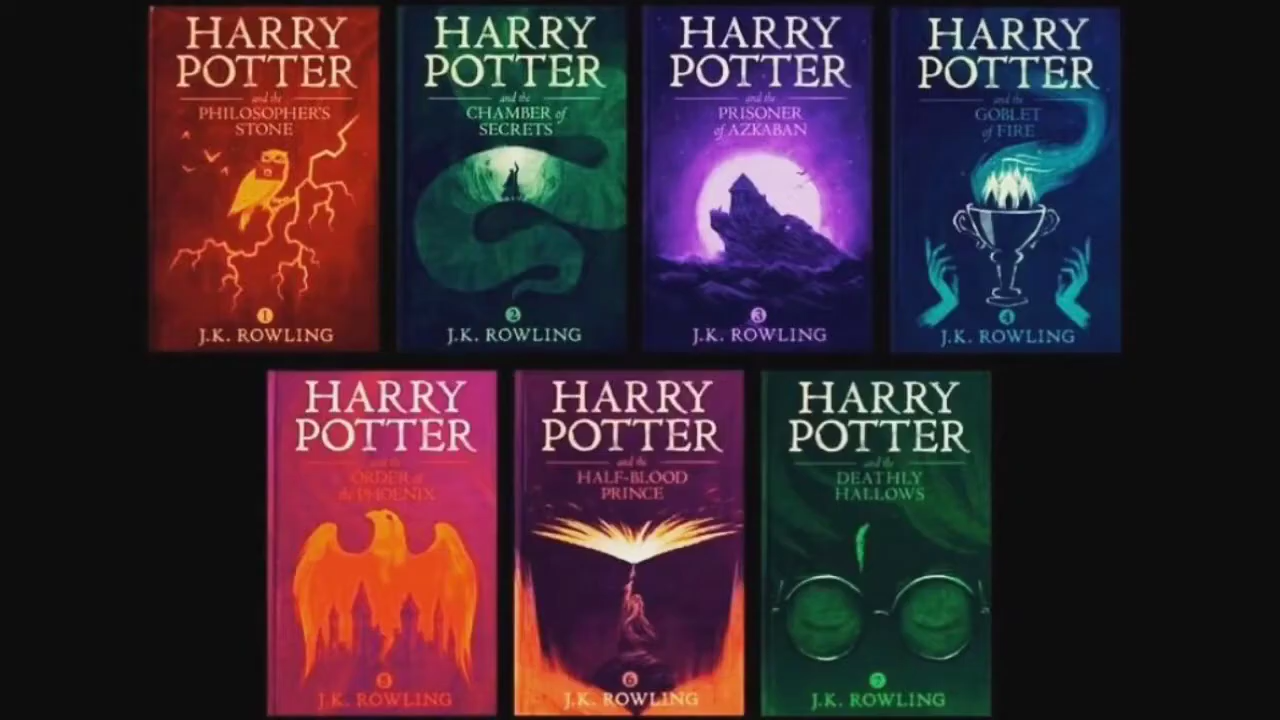 HARRY
POTTER
and the
PHILOSOPHER'S
STONE
1
J.K. ROWLING
HARRY
POTTER
and the
CHAMBER of
SECRETS
2
J.K. ROWLING
HARRY
POTTER
and the
PRISONER
of AZKABAN
3
J.K. ROWLING
HARRY
POTTER
and the
GOBLET
of FIRE
4
J.K. ROWLING
HARRY
POTTER
and the
ORDER of
the PHOENIX
5
J.K. ROWLING
HARRY
POTTER
and the
HALF-BLOOD
PRINCE
6
J.K. ROWLING
HARRY
POTTER
and the
DEATHLY
HALLOWS
7
J.K. ROWLING